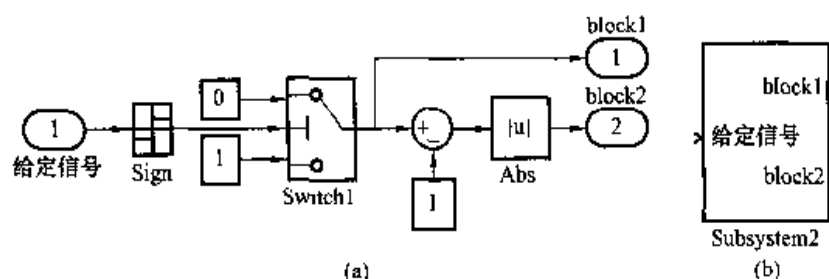 block1
1
block2
0
1
|u|
2
给定信号
Sign
1
Switch1
1
Abs
(a)
block1
给定信号
block2
Subsystem2
(b)